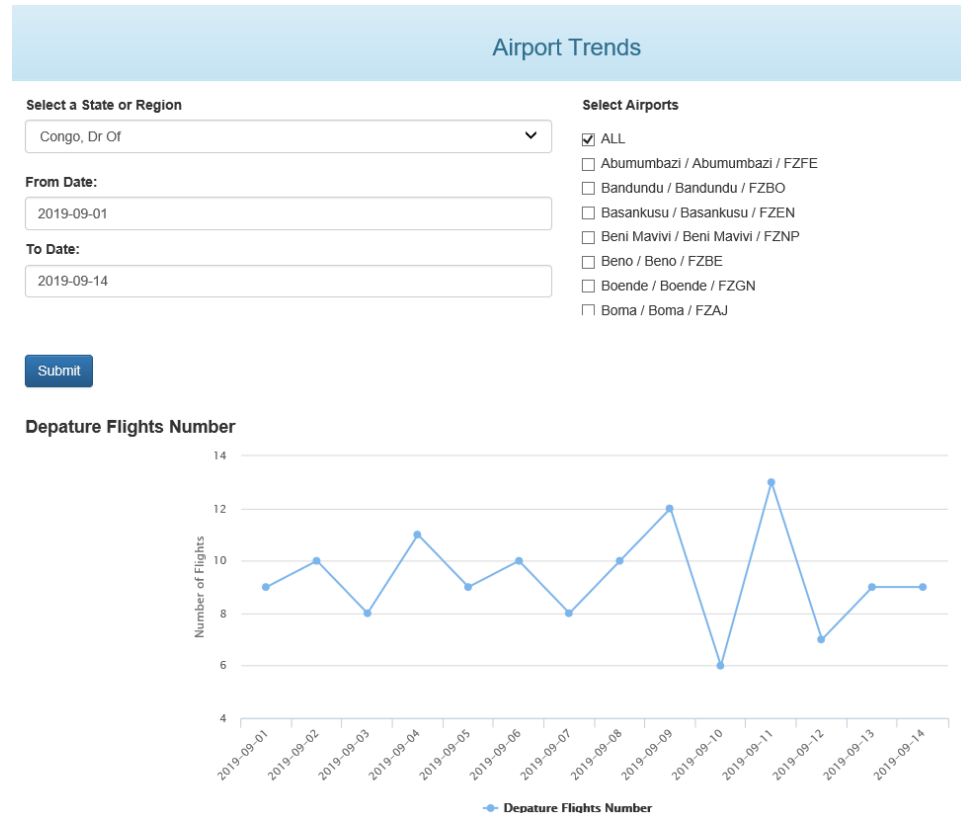 Airport Trends
Select a State or Region
Congo, Dr Of
From Date:
2019-09-01
To Date:
2019-09-14
Select Airports
ALL
Abumumbazi / Abumumbazi / FZFE
Bandundu / Bandundu / FZBO
Basankusu / Basankusu / FZEN
Beni Mavivi / Beni Mavivi / FZNP
Beno / Beno / FZBE
Boende / Boende / FZGN
Boma / Boma / FZAJ
Submit
Depature Flights Number
Number of Flights
14
12
10
8
6
4
2019-09-01
2019-09-02
2019-09-03
2019-09-04
2019-09-05
2019-09-06
2019-09-07
2019-09-08
2019-09-09
2019-09-10
2019-09-11
2019-09-12
2019-09-13
2019-09-14
Depature Flights Number